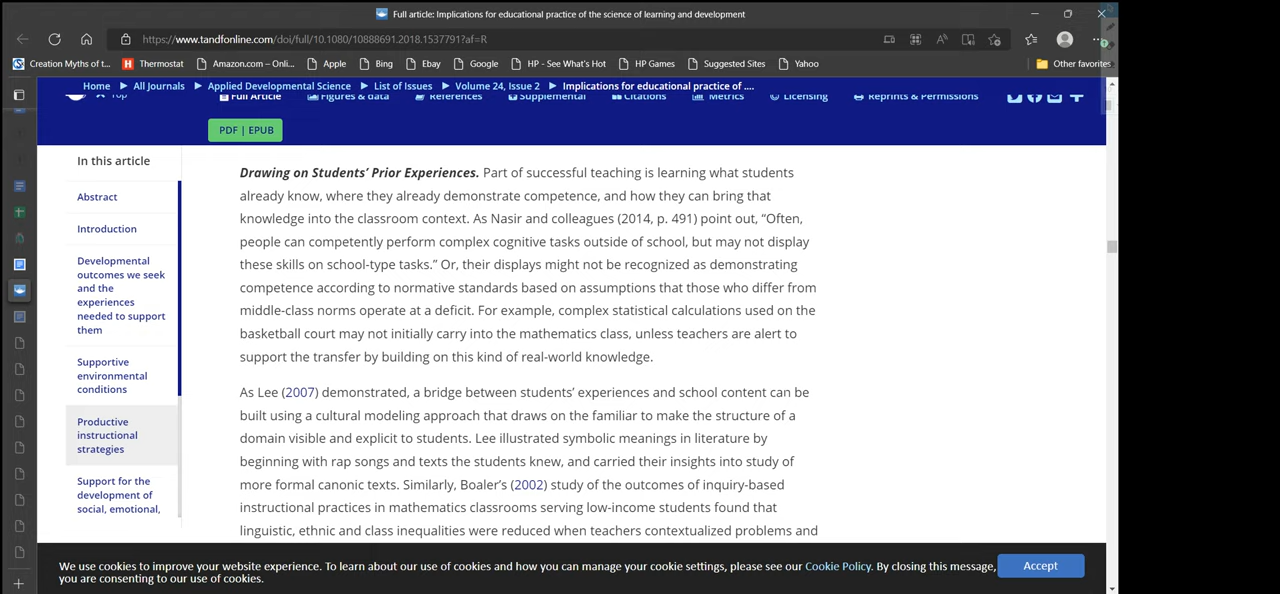 Full article: Implications for educational practice of the science of learning and development
https://www.tandfonline.com/doi/full/10.1080/10888691.2018.1537791?af=R
Creation Myths of t... Thermostat Amazon.com – Onli... Apple Bing Ebay Google HP - See What's Hot HP Games Suggested Sites Yahoo Other favorites
Home All Journals Applied Developmental Science List of Issues Volume 24, Issue 2 Implications for educational practice of ....
Top Full Article Figures & data References Supplemental Citations Metrics Licensing Reprints & Permissions
PDF | EPUB
In this article
Abstract
Introduction
Developmental
outcomes we seek
and the
experiences
needed to support
them
Supportive
environmental
conditions
Productive
instructional
strategies
Support for the
development of
social, emotional,
Drawing on Students’ Prior Experiences. Part of successful teaching is learning what students
already know, where they already demonstrate competence, and how they can bring that
knowledge into the classroom context. As Nasir and colleagues (2014, p. 491) point out, “Often,
people can competently perform complex cognitive tasks outside of school, but may not display
these skills on school-type tasks.” Or, their displays might not be recognized as demonstrating
competence according to normative standards based on assumptions that those who differ from
middle-class norms operate at a deficit. For example, complex statistical calculations used on the
basketball court may not initially carry into the mathematics class, unless teachers are alert to
support the transfer by building on this kind of real-world knowledge.
As Lee (2007) demonstrated, a bridge between students’ experiences and school content can be
built using a cultural modeling approach that draws on the familiar to make the structure of a
domain visible and explicit to students. Lee illustrated symbolic meanings in literature by
beginning with rap songs and texts the students knew, and carried their insights into study of
more formal canonic texts. Similarly, Boaler’s (2002) study of the outcomes of inquiry-based
instructional practices in mathematics classrooms serving low-income students found that
linguistic, ethnic and class inequalities were reduced when teachers contextualized problems and
We use cookies to improve your website experience. To learn about our use of cookies and how you can manage your cookie settings, please see our Cookie Policy. By closing this message,
you are consenting to our use of cookies.
Accept